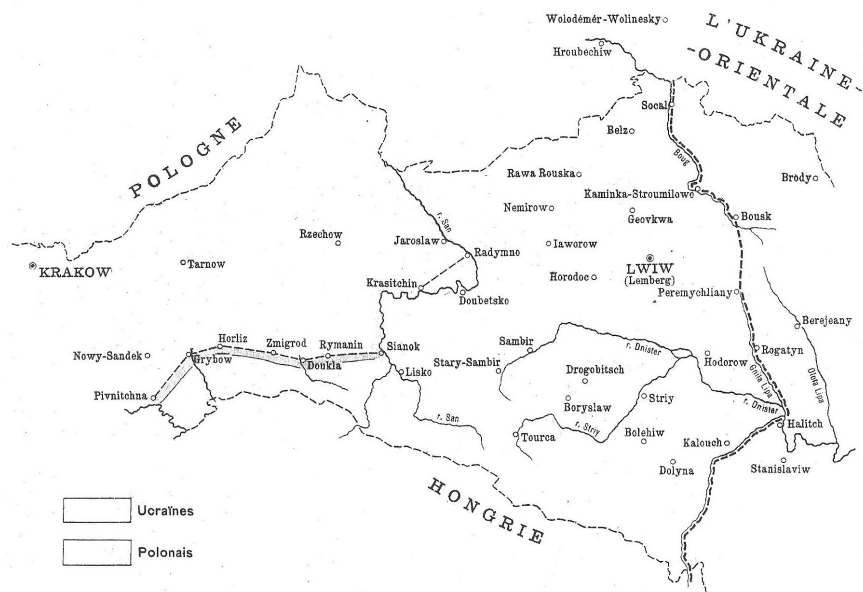 Wolodémér-Wolinesky
L'UKRAINE-
-ORIENTALE
Hroubechiw
Socal
Belz
Boug
POLOGNE
Brody
Rawa Rouska
Kaminka-Stroumilowo
Nemirow
Geovkwa
Bousk
r. San
Rzechow
Jaroslaw
Radymno
Iaworow
KRAKOW
Tarnow
LWIW
(Lemberg)
Krasitchin
Horodoc
Doubetsko
Peremychliany
Berejeany
Horliz
Zmigrod
Rymanin
Sianok
Sambir
r. Dnister
Nowy-Sandek
Grybow
Doukla
Lisko
Stary-Sambir
Hodorow
Rogatyn
Drogobitsch
Gnila Lipa
Olota Lipa
Pivnitchna
Boryslaw
Striy
r. Dnister
r. San
Halitch
Tourca
r. Striy
Bolehiw
Kalouch
Dolyna
Stanislaviw
HONGRIE
Ucraïnes
Polonais